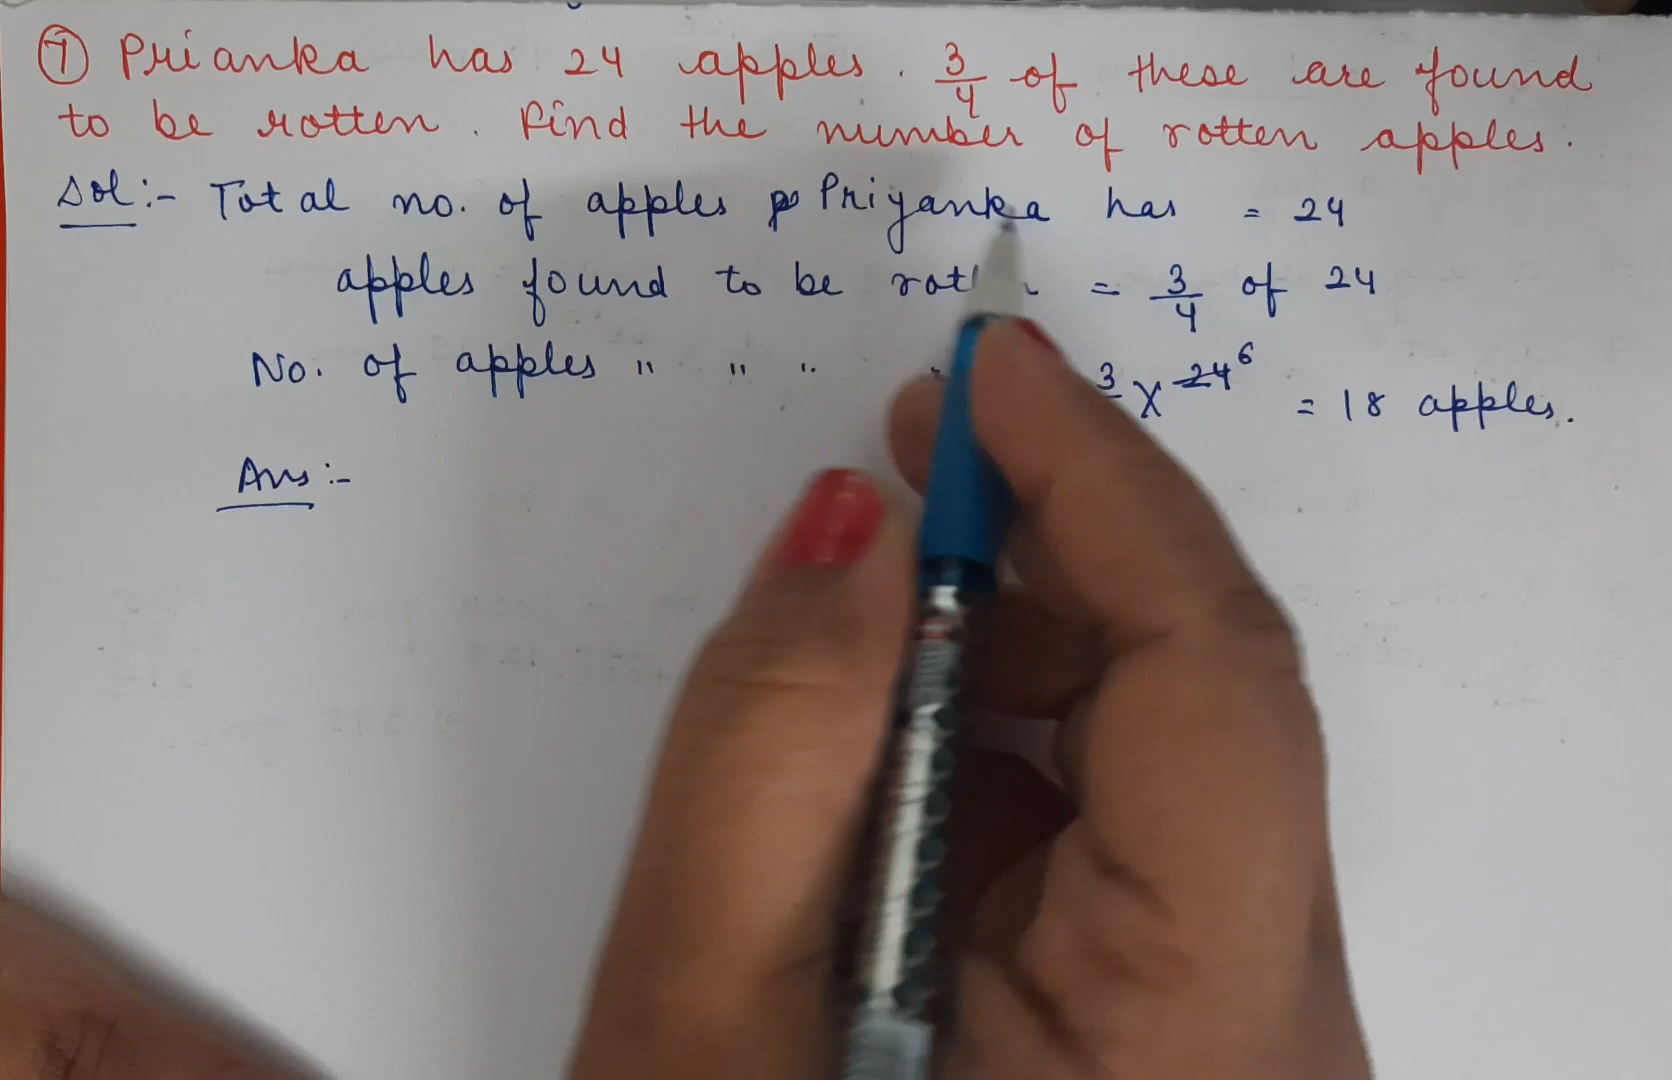 ⑦ Prianka has 24 apples. 3/4 of these are found
to be rotten. Find the number of rotten apples.
Sol:- Total no. of apples p Priyanka has = 24
apples found to be = 3/4 of 24
No. of apples " " " " 3 X 24 6 = 18 apples.
Ans:-